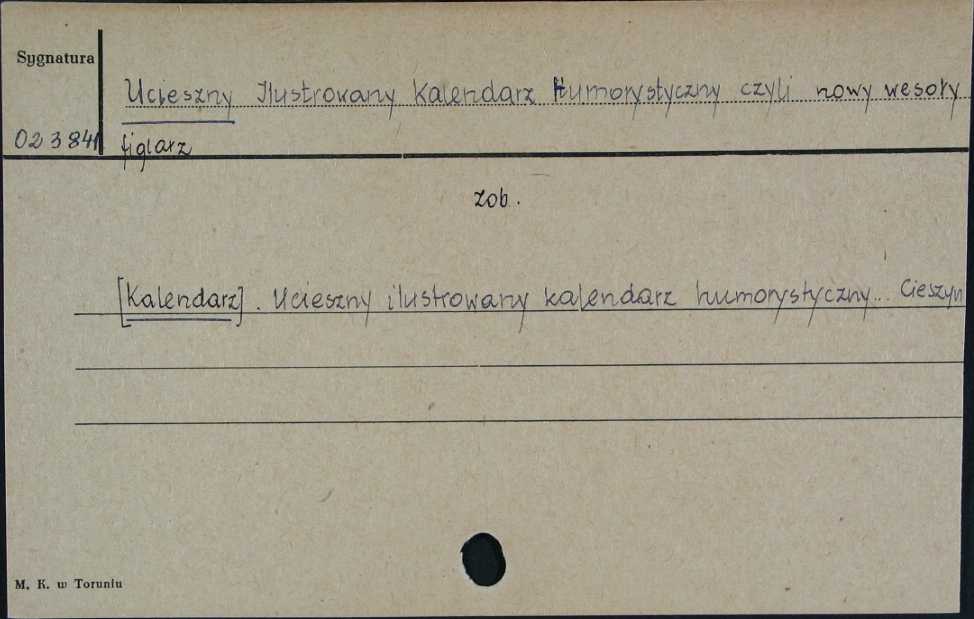 Sygnatura
Ucieszny Ilustrowany Kalendarz Humorystyczny czyli nowy wesoły
023841 figlarz
zob.
[Kalendarz]. Ucieszny ilustrowany kalendarz humorystyczny... Cieszyn
M. K. w Toruniu